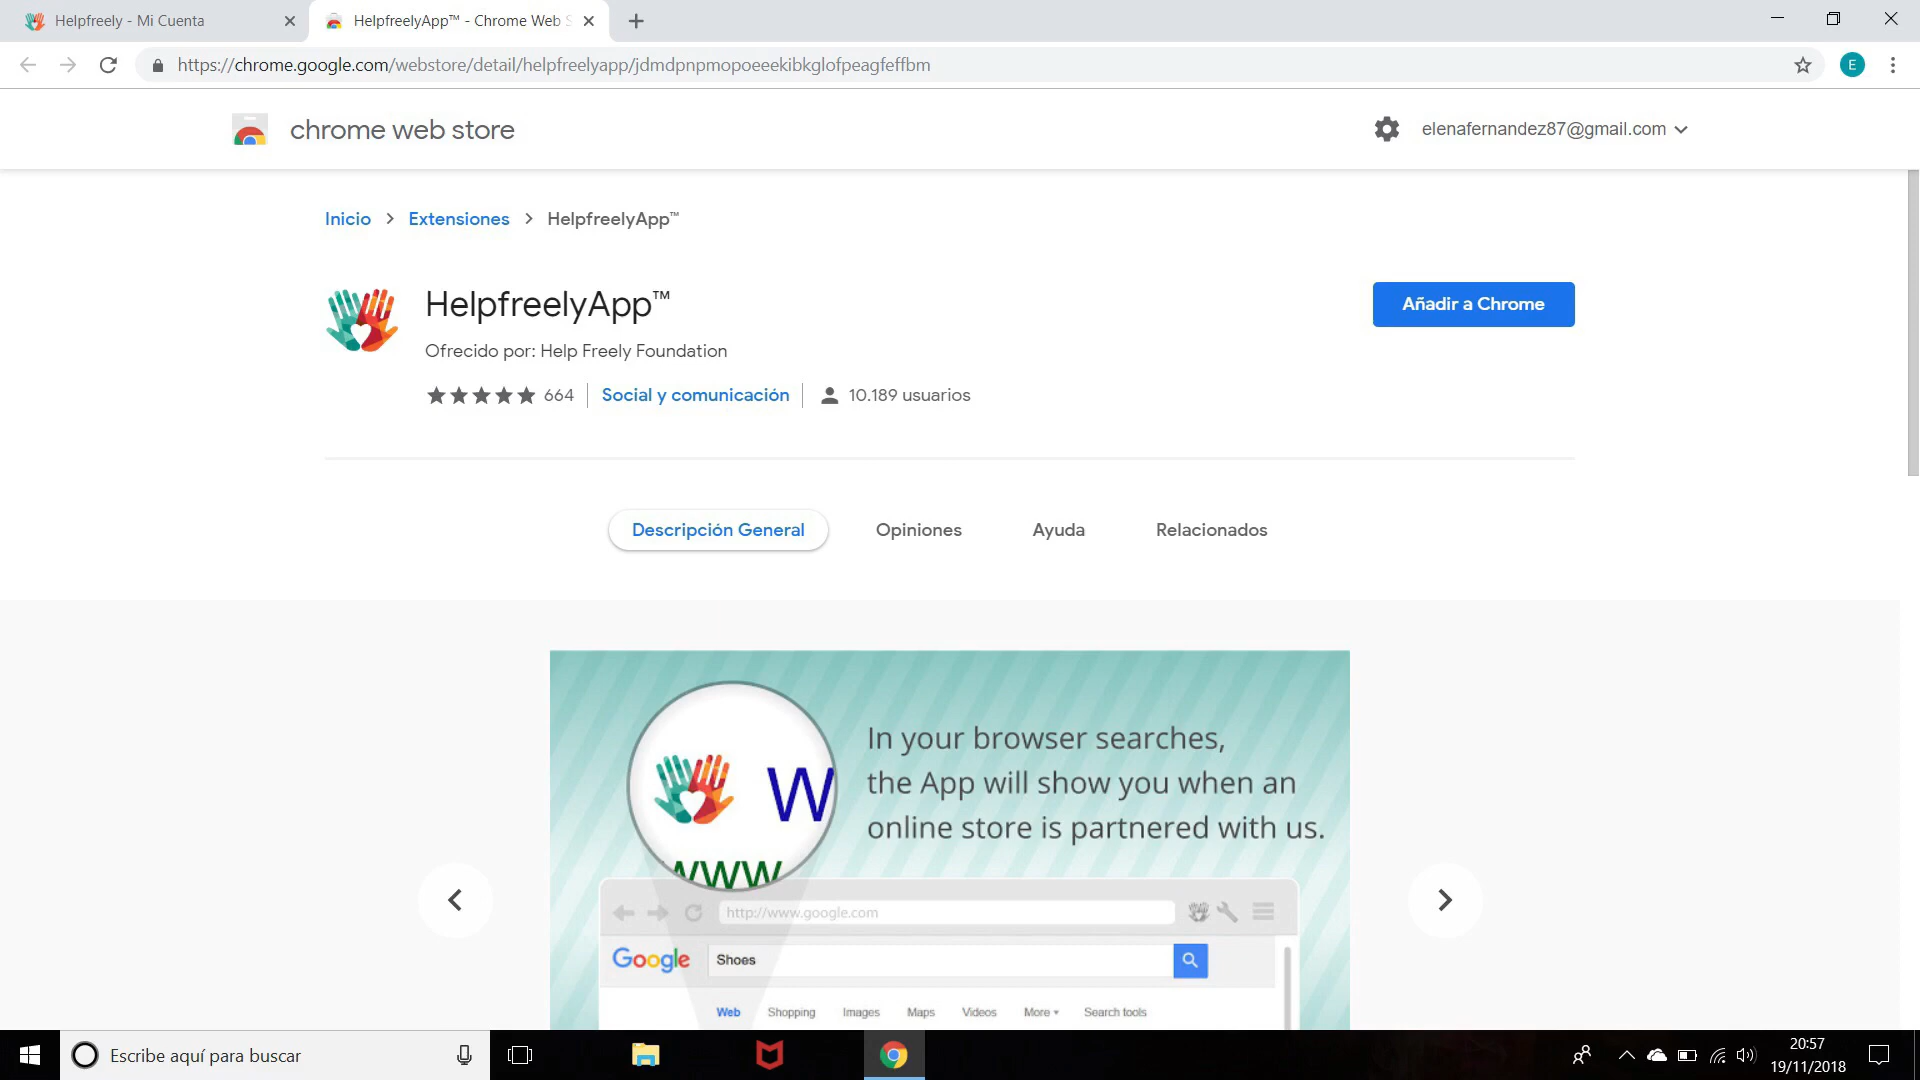 Helpfreely - Mi Cuenta
HelpfreelyApp™ - Chrome Web S
https://chrome.google.com/webstore/detail/helpfreelyapp/jdmdpnpmopoeeekibkglofpeagfeffbm
E
chrome web store
elenafernandez87@gmail.com
Inicio > Extensiones > HelpfreelyApp™
HelpfreelyApp™
Añadir a Chrome
Ofrecido por: Help Freely Foundation
664 Social y comunicación 10.189 usuarios
Descripción General Opiniones Ayuda Relacionados
In your browser searches,
the App will show you when an
online store is partnered with us.
W
www
http://www.google.com
Google Shoes
Web Shopping Images Maps Videos More Search tools
Escribe aquí para buscar
20:57
19/11/2018